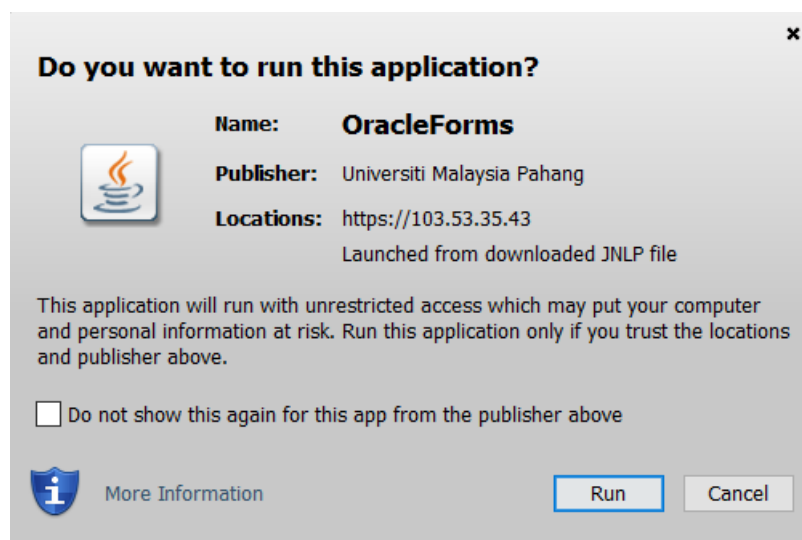 Do you want to run this application?
Name: OracleForms
Publisher: Universiti Malaysia Pahang
Locations: https://103.53.35.43
Launched from downloaded JNLP file
This application will run with unrestricted access which may put your computer
and personal information at risk. Run this application only if you trust the locations
and publisher above.
Do not show this again for this app from the publisher above
More Information Run Cancel